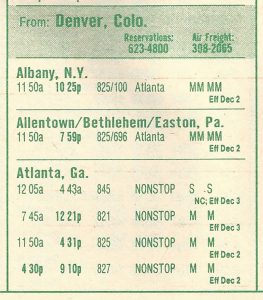 From: Denver, Colo.
Reservations: Air Freight:
623-4800 398-2065
Albany, N.Y.
11 50a 10 25p 825/100 Atlanta MM MM
Eff Dec 2
Allentown/Bethlehem/Easton, Pa.
11 50a 7 59p 825/696 Atlanta MM MM
Eff Dec 2
Atlanta, Ga.
12 05a 4 43a 845 NONSTOP S S
NC; Eff Dec 3
7 45a 12 21p 821 NONSTOP M M
Eff Dec 3
11 50a 4 31p 825 NONSTOP M M
Eff Dec 2
4 30p 9 10p 827 NONSTOP M M
Eff Dec 2